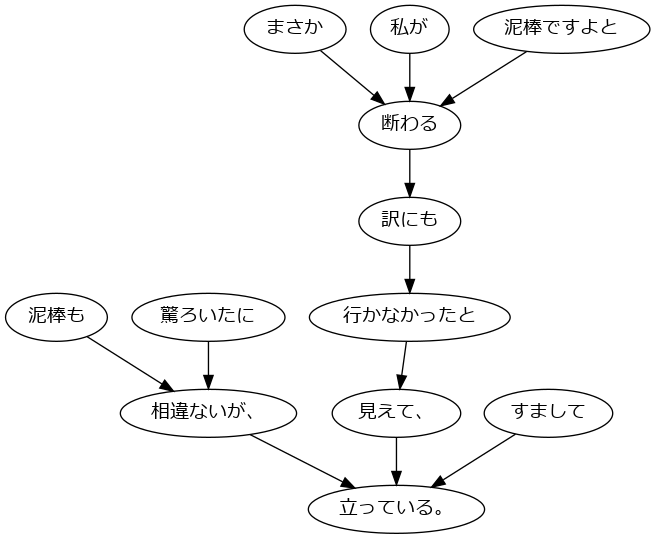 まさか
私が
泥棒ですよと
断わる
訳にも
泥棒も
驚ろいたに
行かなかったと
相違ないが、
見えて、
すまして
立っている。